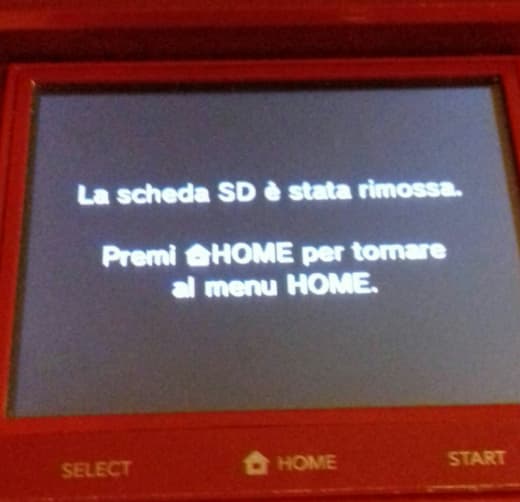 La scheda SD è stata rimossa.
Premi HOME per tornare
al menu HOME.
SELECT HOME START